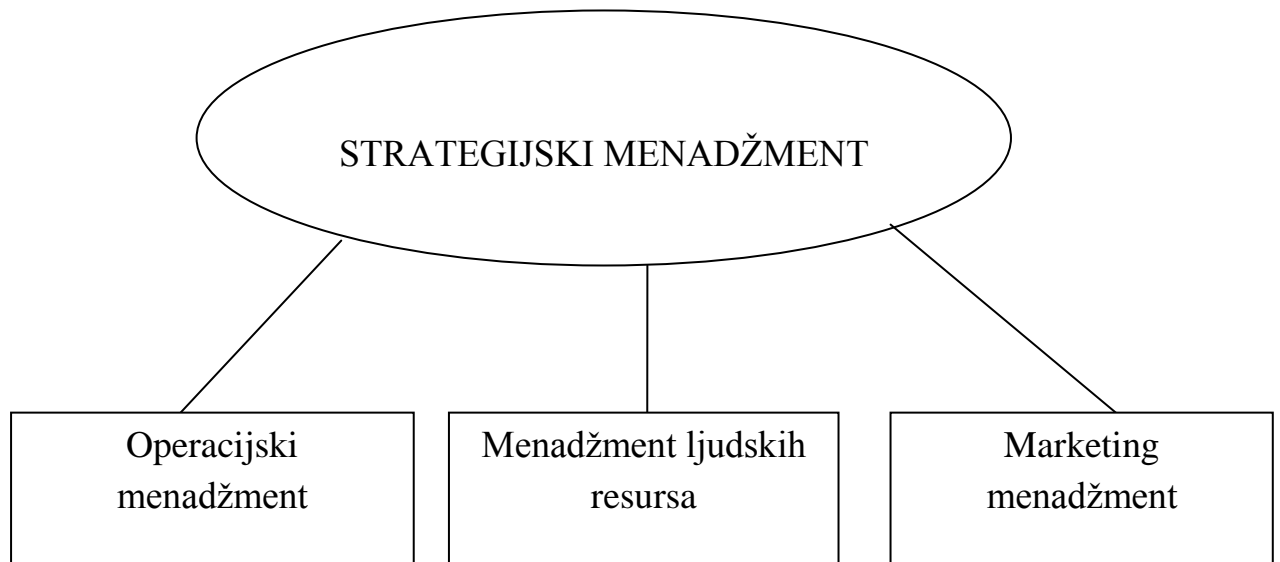 STRATEGIJSKI MENADŽMENT
Operacijski
menadžment
Menadžment ljudskih
resursa
Marketing
menadžment